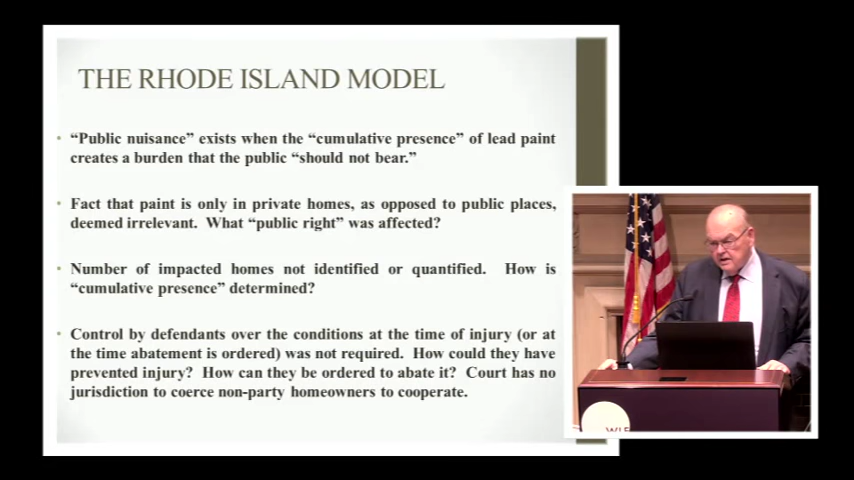 THE RHODE ISLAND MODEL
• “Public nuisance” exists when the “cumulative presence” of lead paint
creates a burden that the public “should not bear.”
• Fact that paint is only in private homes, as opposed to public places,
deemed irrelevant. What “public right” was affected?
• Number of impacted homes not identified or quantified. How is
“cumulative presence” determined?
• Control by defendants over the conditions at the time of injury (or at
the time abatement is ordered) was not required. How could they have
prevented injury? How can they be ordered to abate it? Court has no
jurisdiction to coerce non-party homeowners to cooperate.